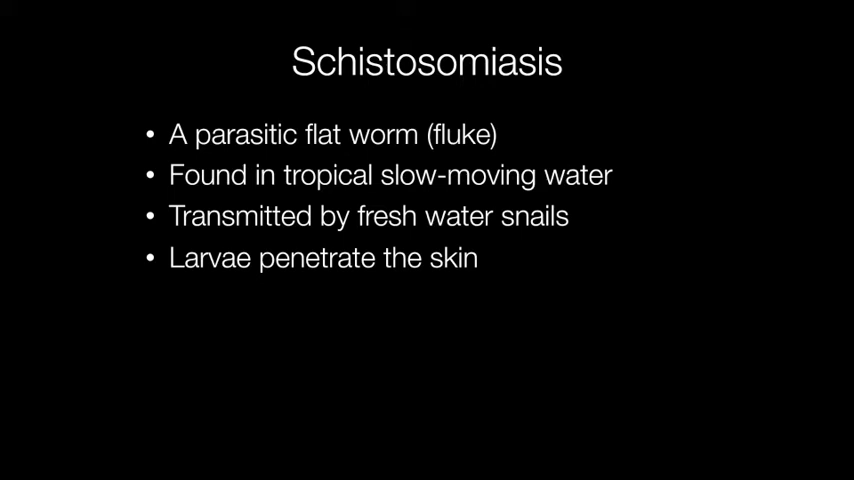 Schistosomiasis
• A parasitic flat worm (fluke)
• Found in tropical slow-moving water
• Transmitted by fresh water snails
• Larvae penetrate the skin